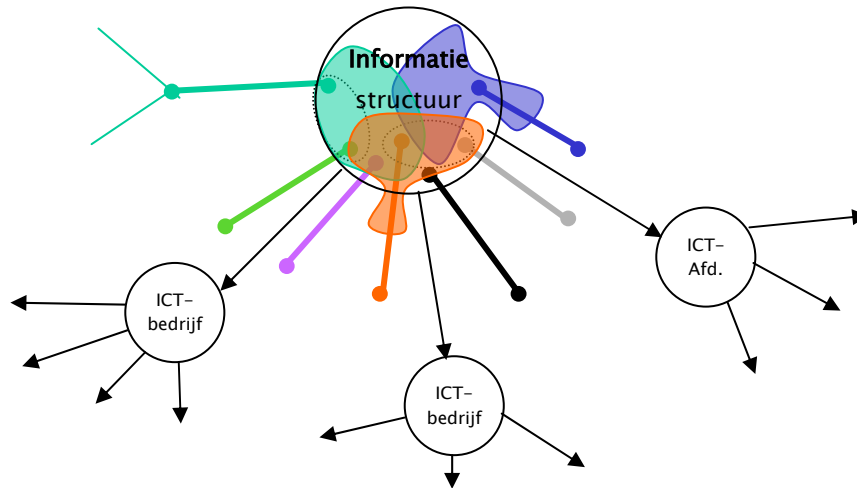 Informatie
structuur
ICT-
Afd.
ICT-
bedrijf
ICT-
bedrijf